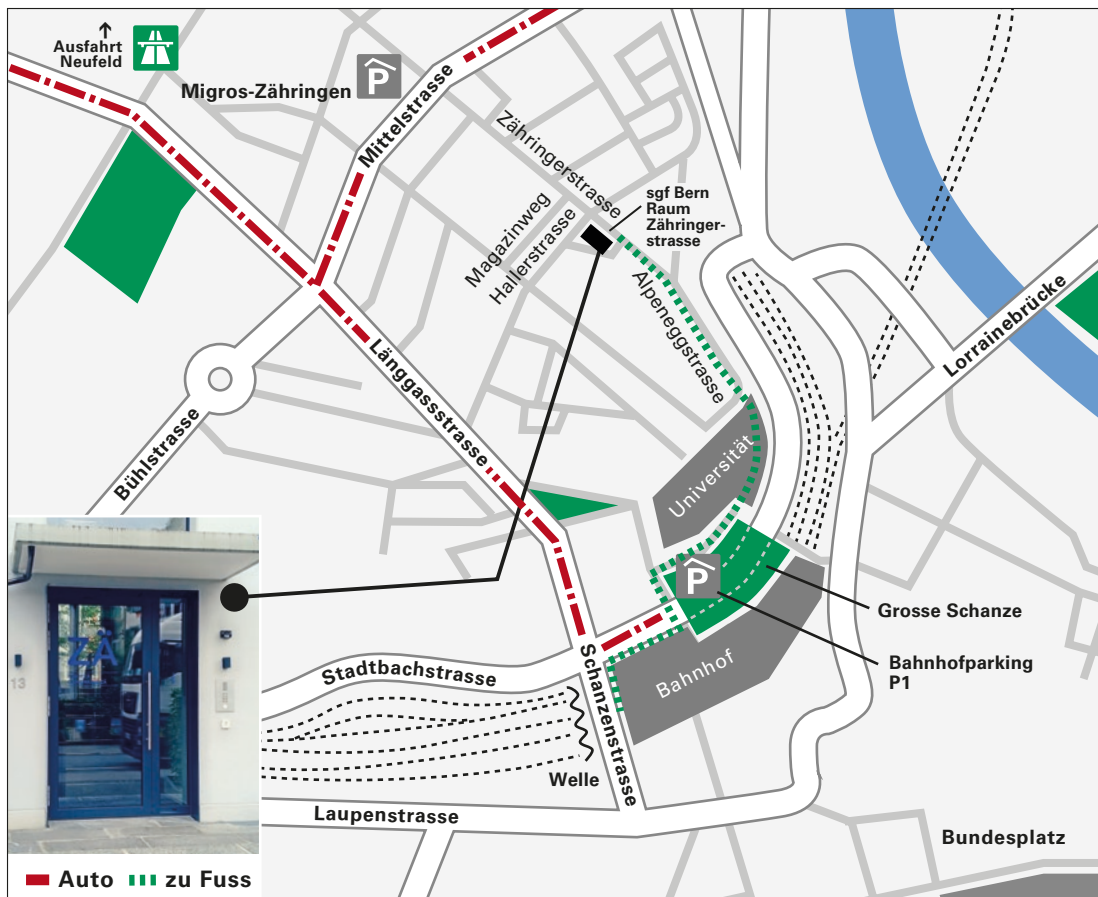 ↑
Ausfahrt
Neufeld
Migros-Zähringen
P
Mittelstrasse
Zähringerstrasse
sgf Bern
Raum
Zähringer-
strasse
Magazinweg
Hallerstrasse
Alpeneggstrasse
Lorrainebrücke
Länggassstrasse
Bühlstrasse
Universität
P
Grosse Schanze
Bahnhofparking
P1
Bahnhof
Schanzenstrasse
Stadtbachstrasse
Welle
Laupenstrasse
Bundesplatz
ZÄ
13
Auto
zu Fuss